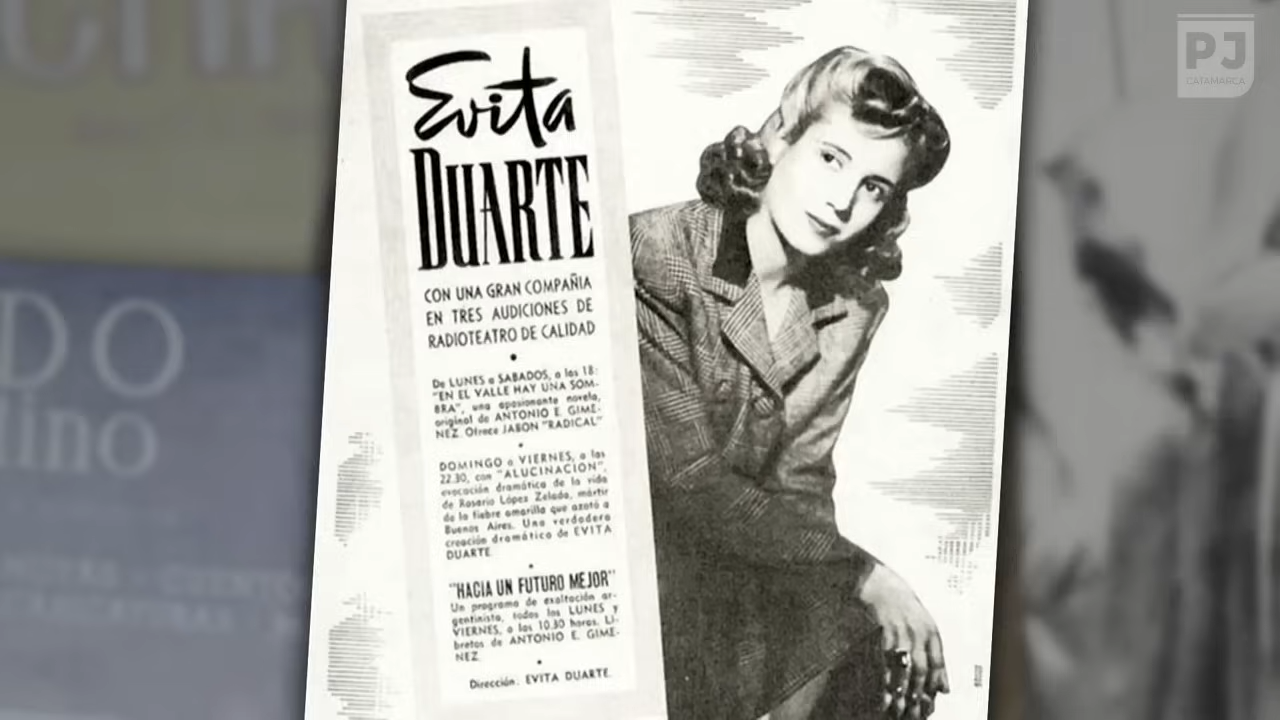 Evita
DUARTE
CON UNA GRAN COMPAÑIA
EN TRES AUDICIONES DE
RADIOTEATRO DE CALIDAD
•
De LUNES a SABADOS, a las 18:
"EN EL VALLE HAY UNA SOM-
BRA", una apasionante novela,
original de ANTONIO E. GIME-
NEZ. Ofrece JABON "RADICAL"
•
DOMINGO a VIERNES, a las
22.30, con "ALUCINACION",
evocación dramática de la vida
de Rosario López Zelada, mártir
de la fiebre amarilla que azotó a
Buenos Aires. Una verdadera
creación dramática de EVITA
DUARTE
•
"HACIA UN FUTURO MEJOR"
Un programa de exaltación ar-
gentinista, todos los LUNES y
VIERNES, a las 10.30 horas. Li-
bretos de ANTONIO E. GIME-
NEZ
•
Dirección: EVITA DUARTE.
PJ
CATAMARCA
DO
llino